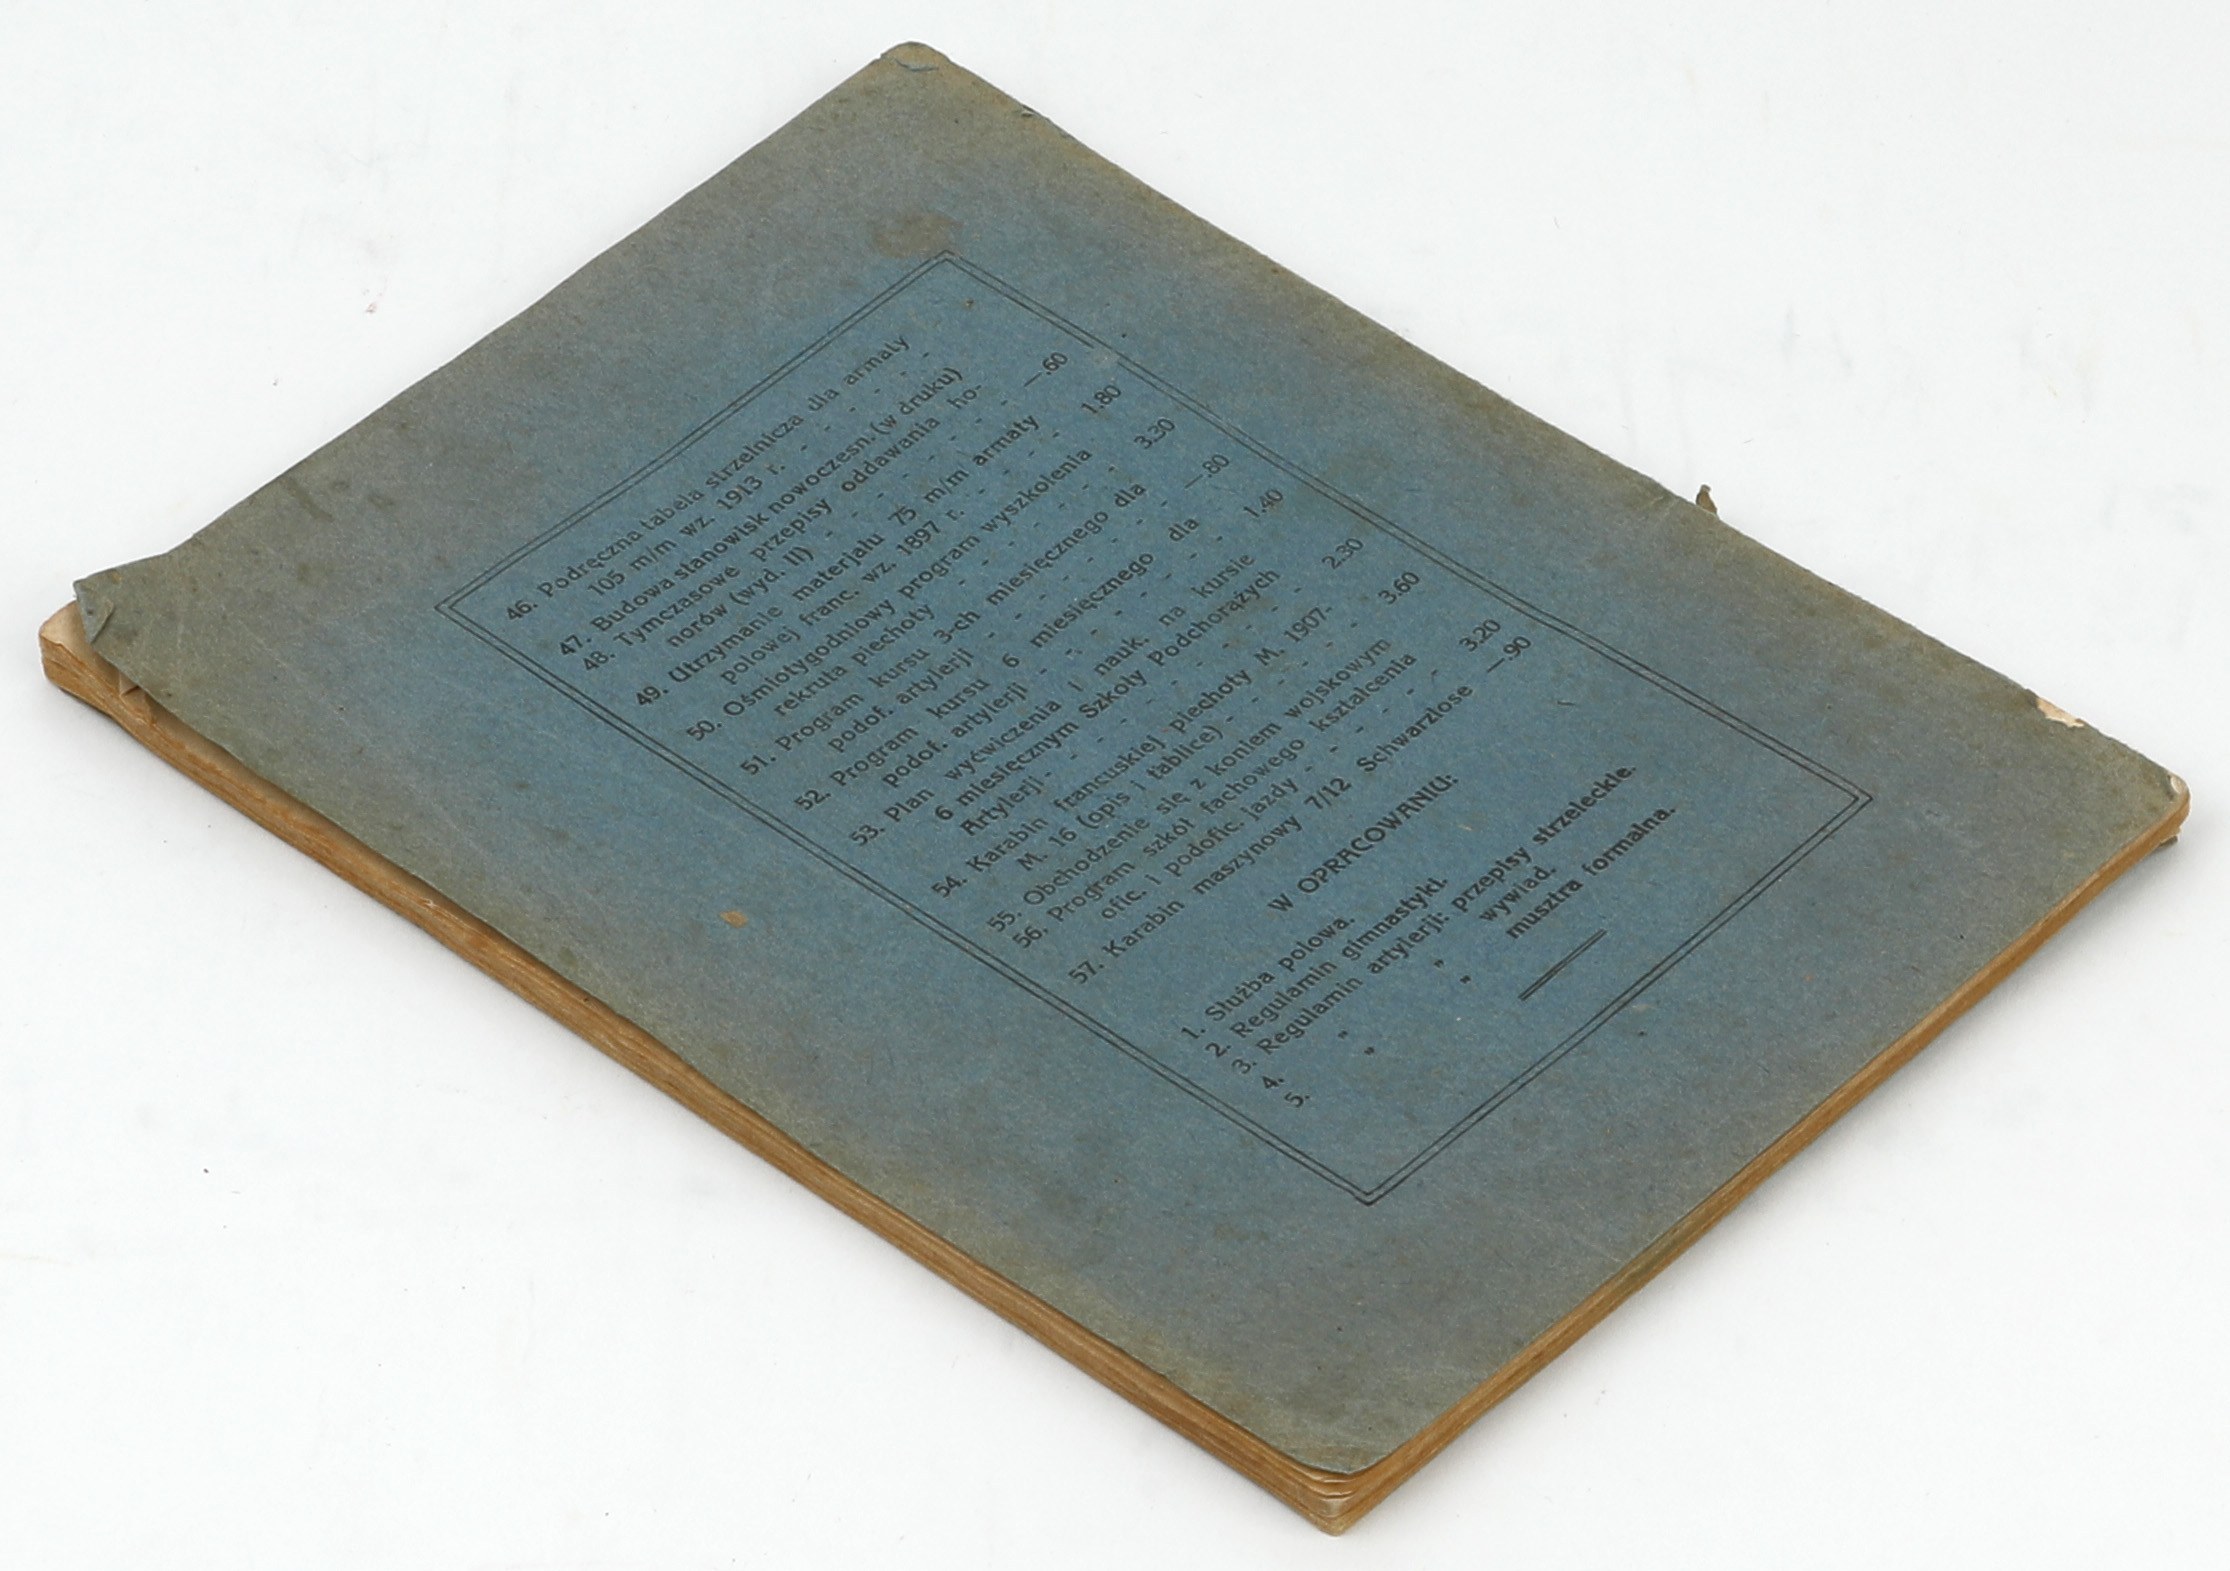 46. Podręczna tabela strzelnicza dla armaty
105 m/m wz. 1913 r. - - - - - - —.60
47. Budowa stanowisk nowoczesn. (w druku)
48. Tymczasowe przepisy oddawania ho-
norów (wyd. II) - - - - - - - 1.80
49. Utrzymanie materjału 75 m/m armaty
polowej franc. wz. 1897 r. - - - - 3.30
50. Ośmiotygodniowy program wyszkolenia
rekruta piechoty - - - - - - - —.80
51. Program kursu 3-ch miesięcznego dla
podof. artylerji - - - - - - - 1.40
52. Program kursu 6 miesięcznego dla
podof. artylerji - - - - - - -
53. Plan wyćwiczenia i nauk. na kursie
6 miesięcznym Szkoły Podchorążych
Artylerji - - - - - - - - - 2.30
54. Karabin francuskiej piechoty M. 1907-
M. 16 (opis i tablice) - - - - - 3.60
55. Obchodzenie się z koniem wojskowym
56. Program szkół fachowego kształcenia
ofic. i podofic. jazdy - - - - - 3.20
57. Karabin maszynowy 7/12 Schwarzlose —.90
W OPRACOWANIU:
1. Służba polowa.
2. Regulamin gimnastyki.
3. Regulamin artylerji: przepisy strzeleckie.
4. " " wywiad.
5. " " musztra formalna.